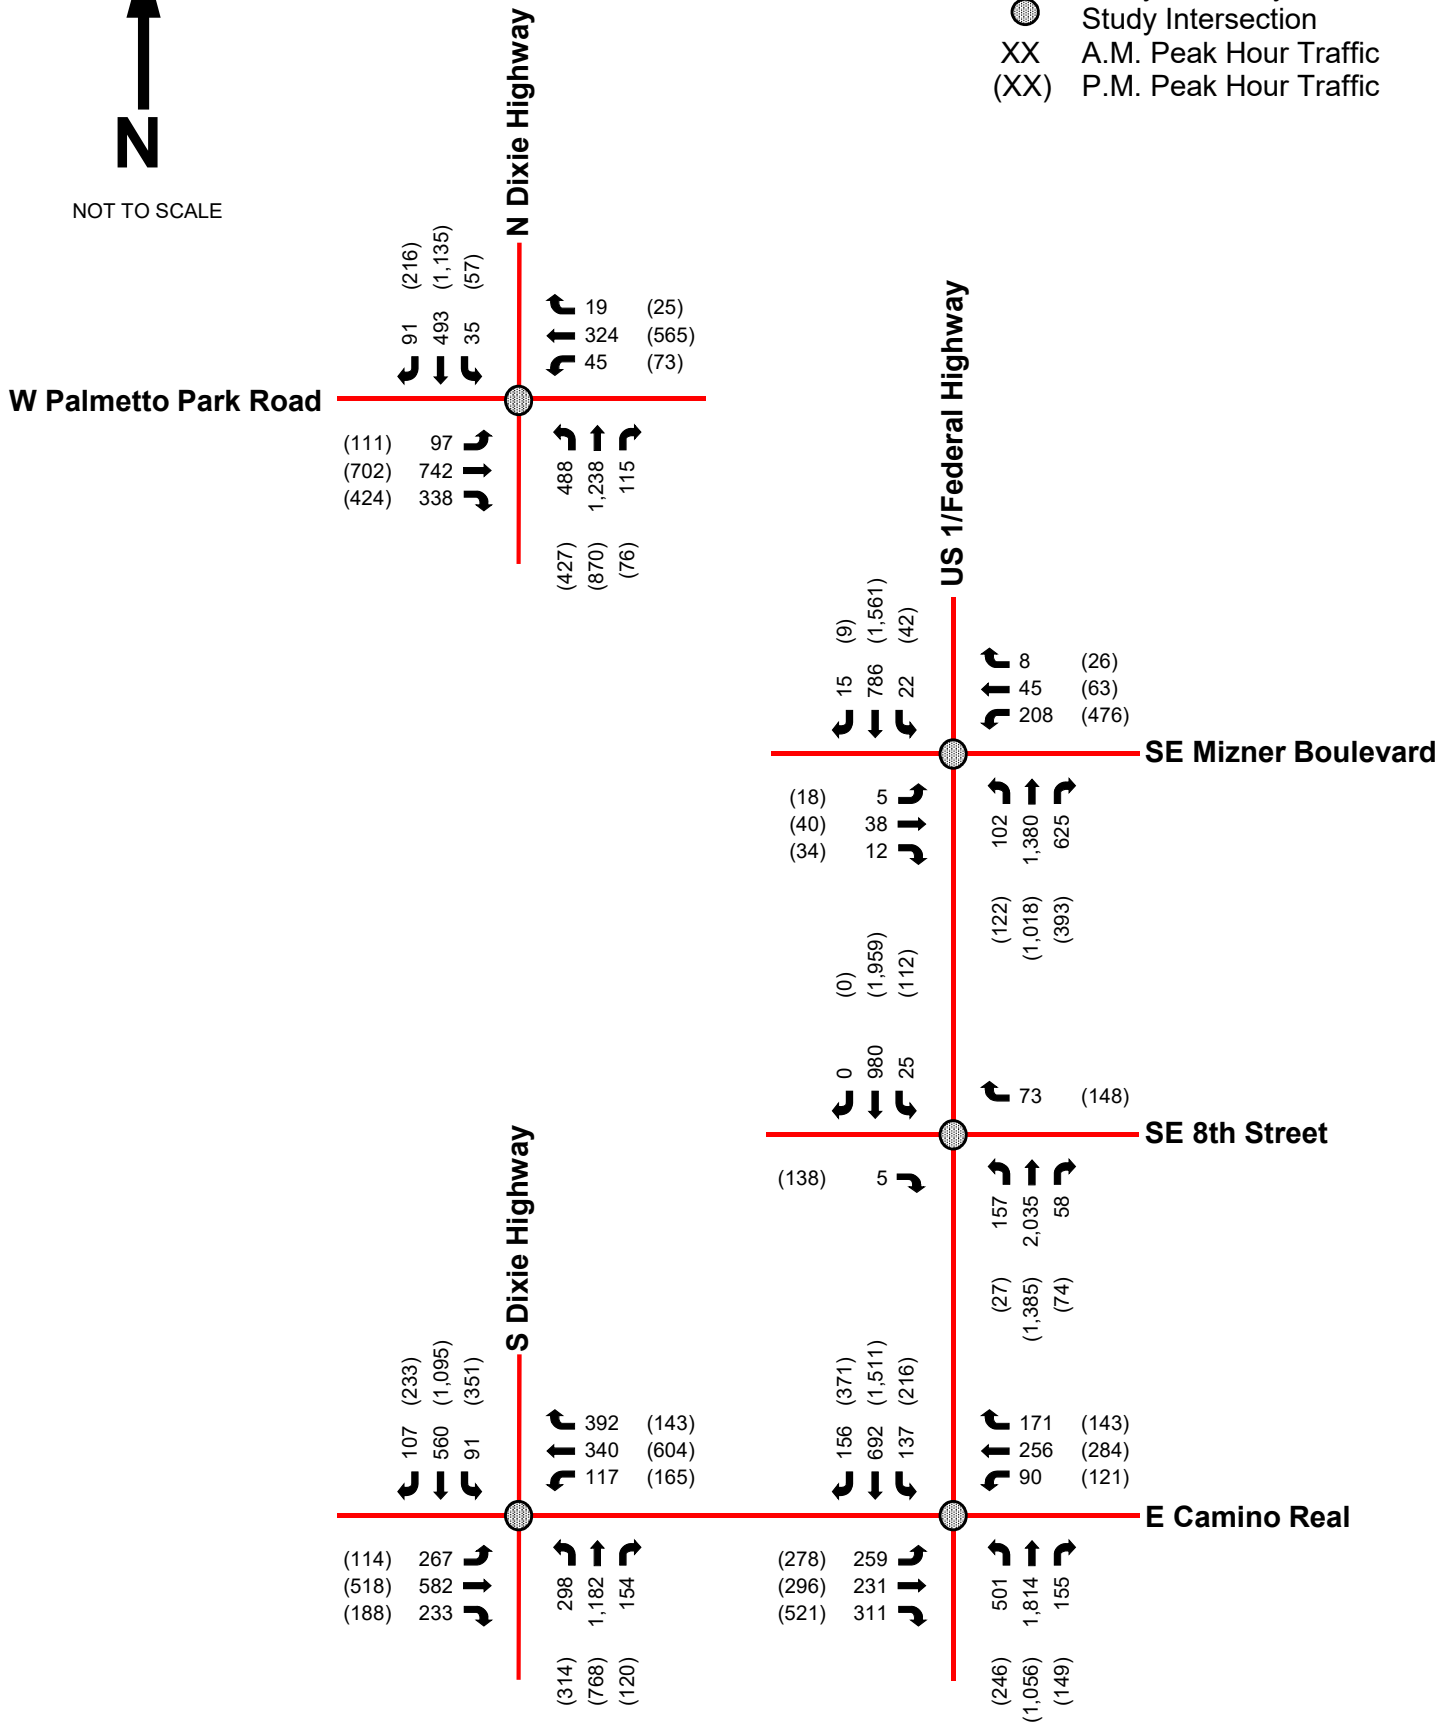 Study Intersection
XX A.M. Peak Hour Traffic
(XX) P.M. Peak Hour Traffic
N
NOT TO SCALE
N Dixie Highway
(216) (1,135) (57)
91 493 35
19 (25)
324 (565)
45 (73)
W Palmetto Park Road
(111) 97
(702) 742
(424) 338
488 1,238 115
(427) (870) (76)
US 1/Federal Highway
(9) (1,561) (42)
15 786 22
8 (26)
45 (63)
208 (476)
SE Mizner Boulevard
(18) 5
(40) 38
(34) 12
102 1,380 625
(122) (1,018) (393)
(0) (1,959) (112)
0 980 25
73 (148)
SE 8th Street
(138) 5
157 2,035 58
(27) (1,385) (74)
S Dixie Highway
(233) (1,095) (351)
107 560 91
392 (143)
340 (604)
117 (165)
(371) (1,511) (216)
156 692 137
171 (143)
256 (284)
90 (121)
E Camino Real
(114) 267
(518) 582
(188) 233
298 1,182 154
(314) (768) (120)
(278) 259
(296) 231
(521) 311
501 1,814 155
(246) (1,056) (149)